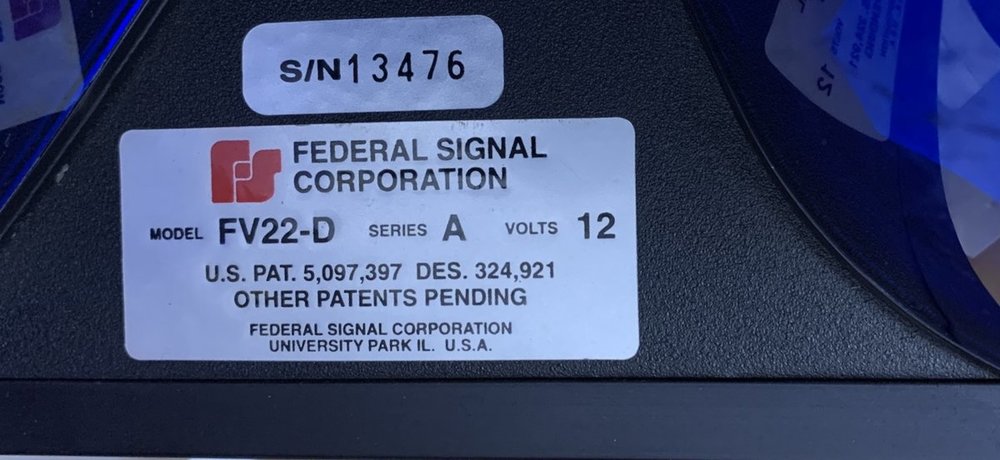 S/N 13476
FEDERAL SIGNAL
CORPORATION
MODEL FV22-D SERIES A VOLTS 12
U.S. PAT. 5,097,397 DES. 324,921
OTHER PATENTS PENDING
FEDERAL SIGNAL CORPORATION
UNIVERSITY PARK IL. U.S.A.